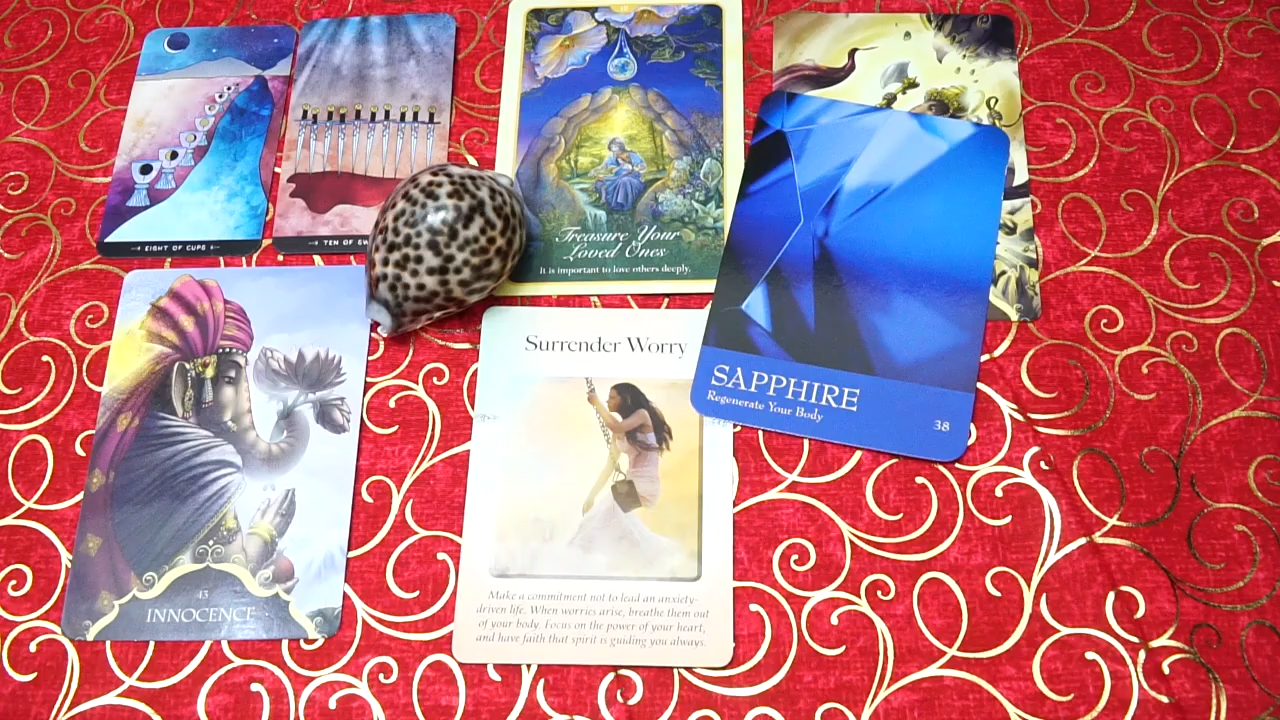 EIGHT OF CUPS
TEN OF SW
Treasure Your
Loved Ones
It is important to love others deeply.
SAPPHIRE
Regenerate Your Body
38
43
INNOCENCE
Surrender Worry
Make a commitment not to lead an anxiety-
driven life. When worries arise, breathe them out
of your body. Focus on the power of your heart,
and have faith that spirit is guiding you always.